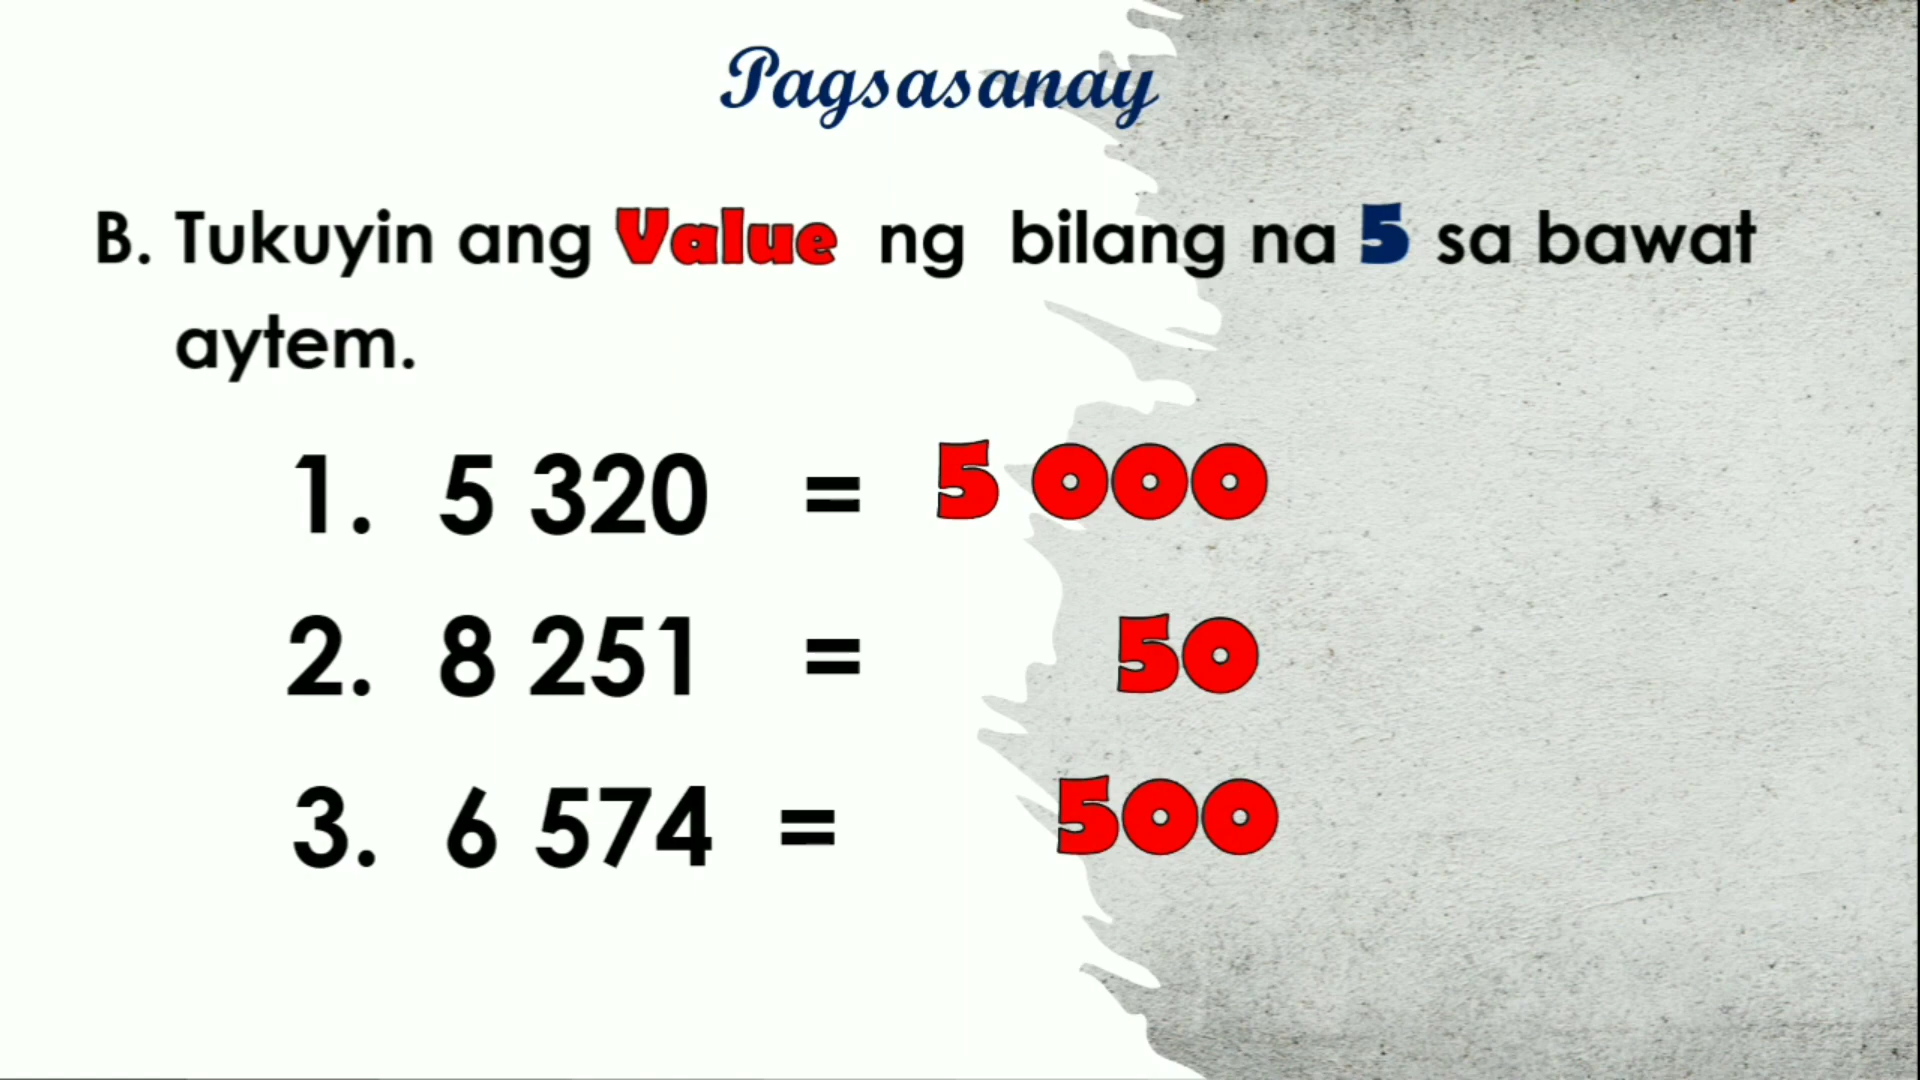 Pagsasanay
B. Tukuyin ang Value ng bilang na 5 sa bawat
aytem.
1. 5 320 = 5 000
2. 8 251 = 50
3. 6 574 = 500